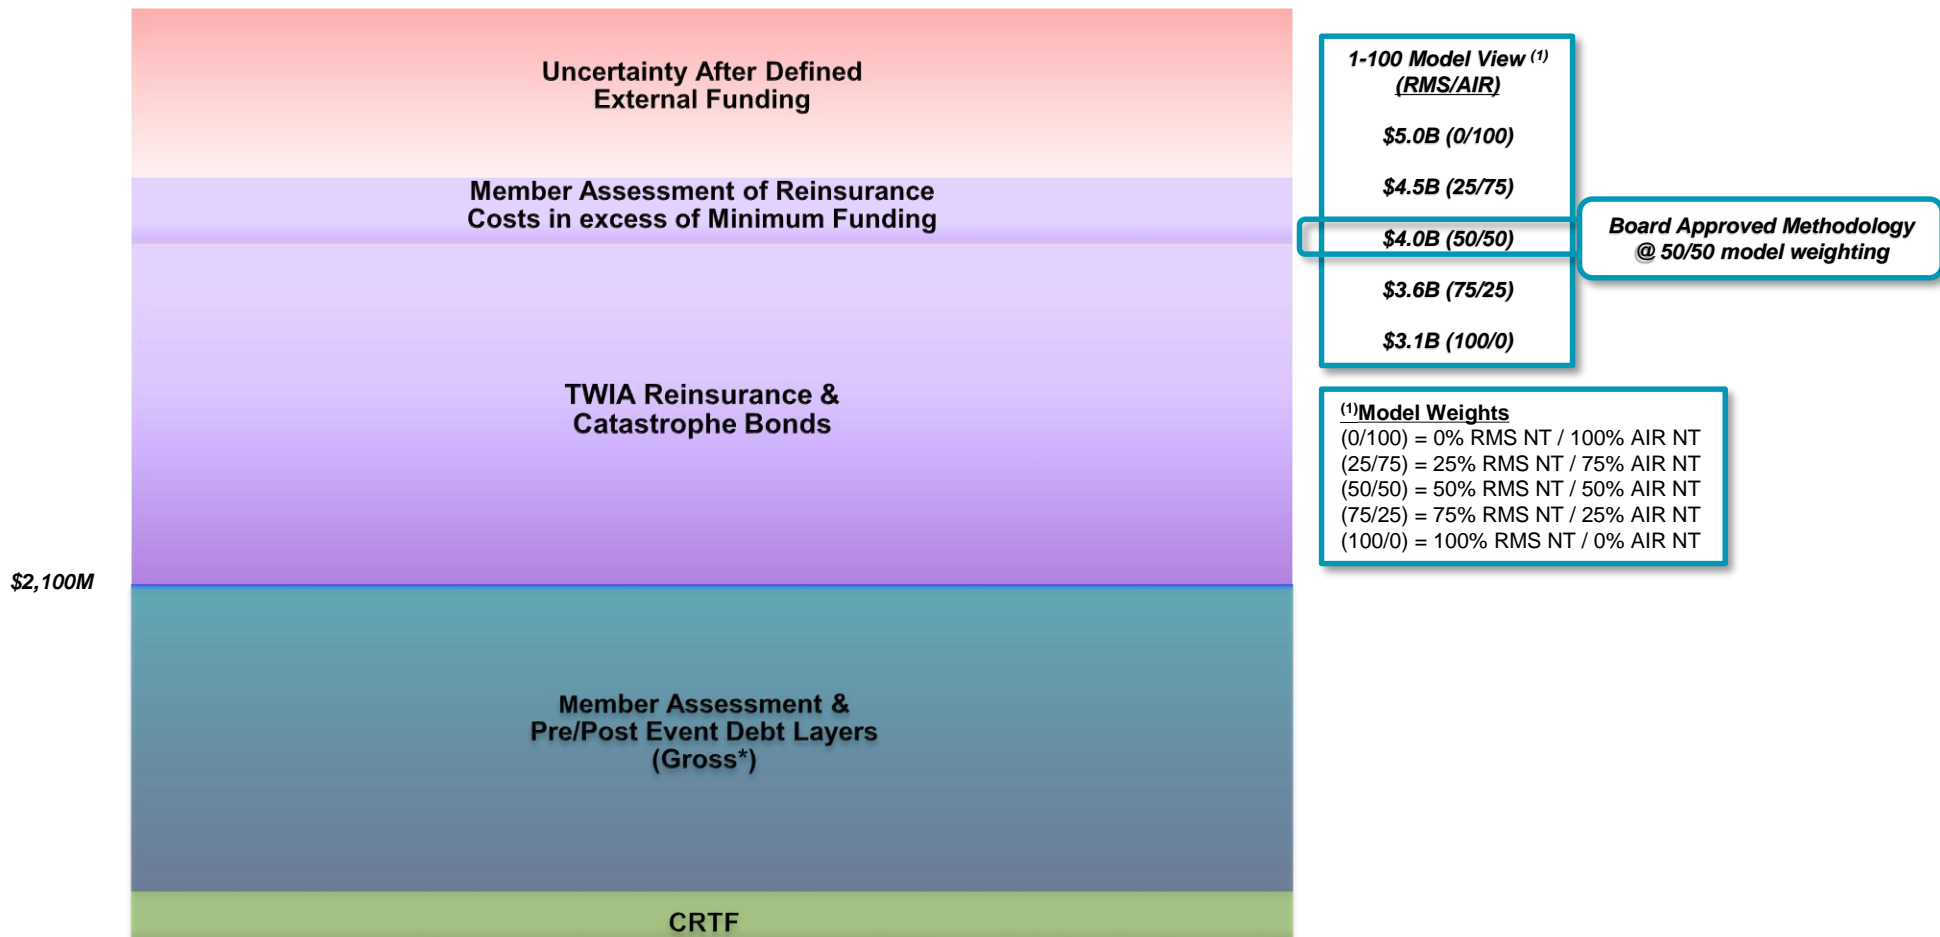 Uncertainty After Defined
External Funding
Member Assessment of Reinsurance
Costs in excess of Minimum Funding
TWIA Reinsurance &
Catastrophe Bonds
$2,100M
Member Assessment &
Pre/Post Event Debt Layers
(Gross*)
CRTF
1-100 Model View (1)
(RMS/AIR)
$5.0B (0/100)
$4.5B (25/75)
$4.0B (50/50)
$3.6B (75/25)
$3.1B (100/0)
Board Approved Methodology
@ 50/50 model weighting
(1)Model Weights
(0/100) = 0% RMS NT / 100% AIR NT
(25/75) = 25% RMS NT / 75% AIR NT
(50/50) = 50% RMS NT / 50% AIR NT
(75/25) = 75% RMS NT / 25% AIR NT
(100/0) = 100% RMS NT / 0% AIR NT